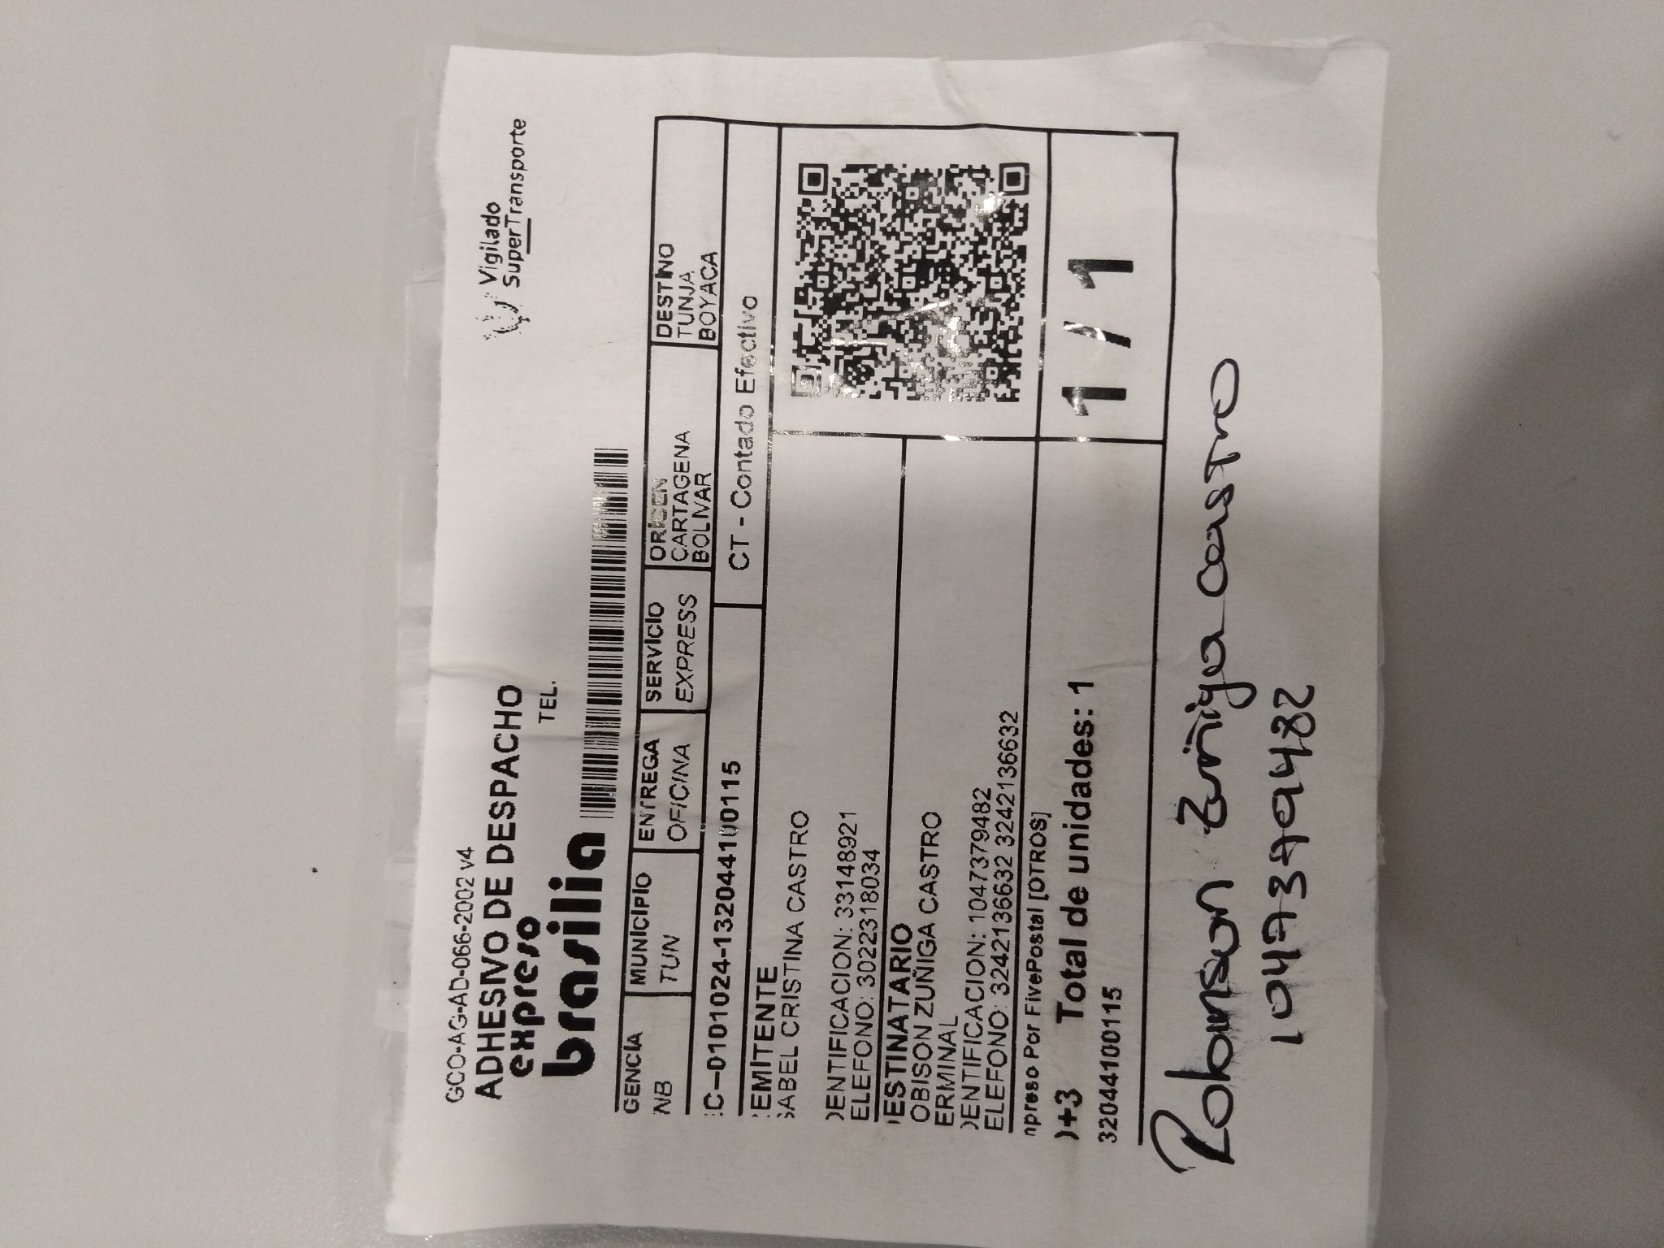 GCO-AG-AD-066-2002 v4
ADHESIVO DE DESPACHO
Vigilado
SuperTransporte
expreso
brasilia
TEL.
GENCIA MUNICIPIO ENTREGA SERVICIO ORIGEN DESTINO
NB TUN OFICINA EXPRESS CARTAGENA TUNJA
BOLIVAR BOYACA
C-0101024-132044100115 CT - Contado Efectivo
EMITENTE
SABEL CRISTINA CASTRO
DENTIFICACION: 33148921
ELEFONO: 3022318034
ESTINATARIO
OBISON ZUÑIGA CASTRO
ERMINAL
DENTIFICACION: 1047379482
ELEFONO: 3242136632 3242136632
npreso Por FivePostal [OTROS]
)+3 Total de unidades: 1
32044100115
1 / 1
Robinson Zuñiga castro
1047379482